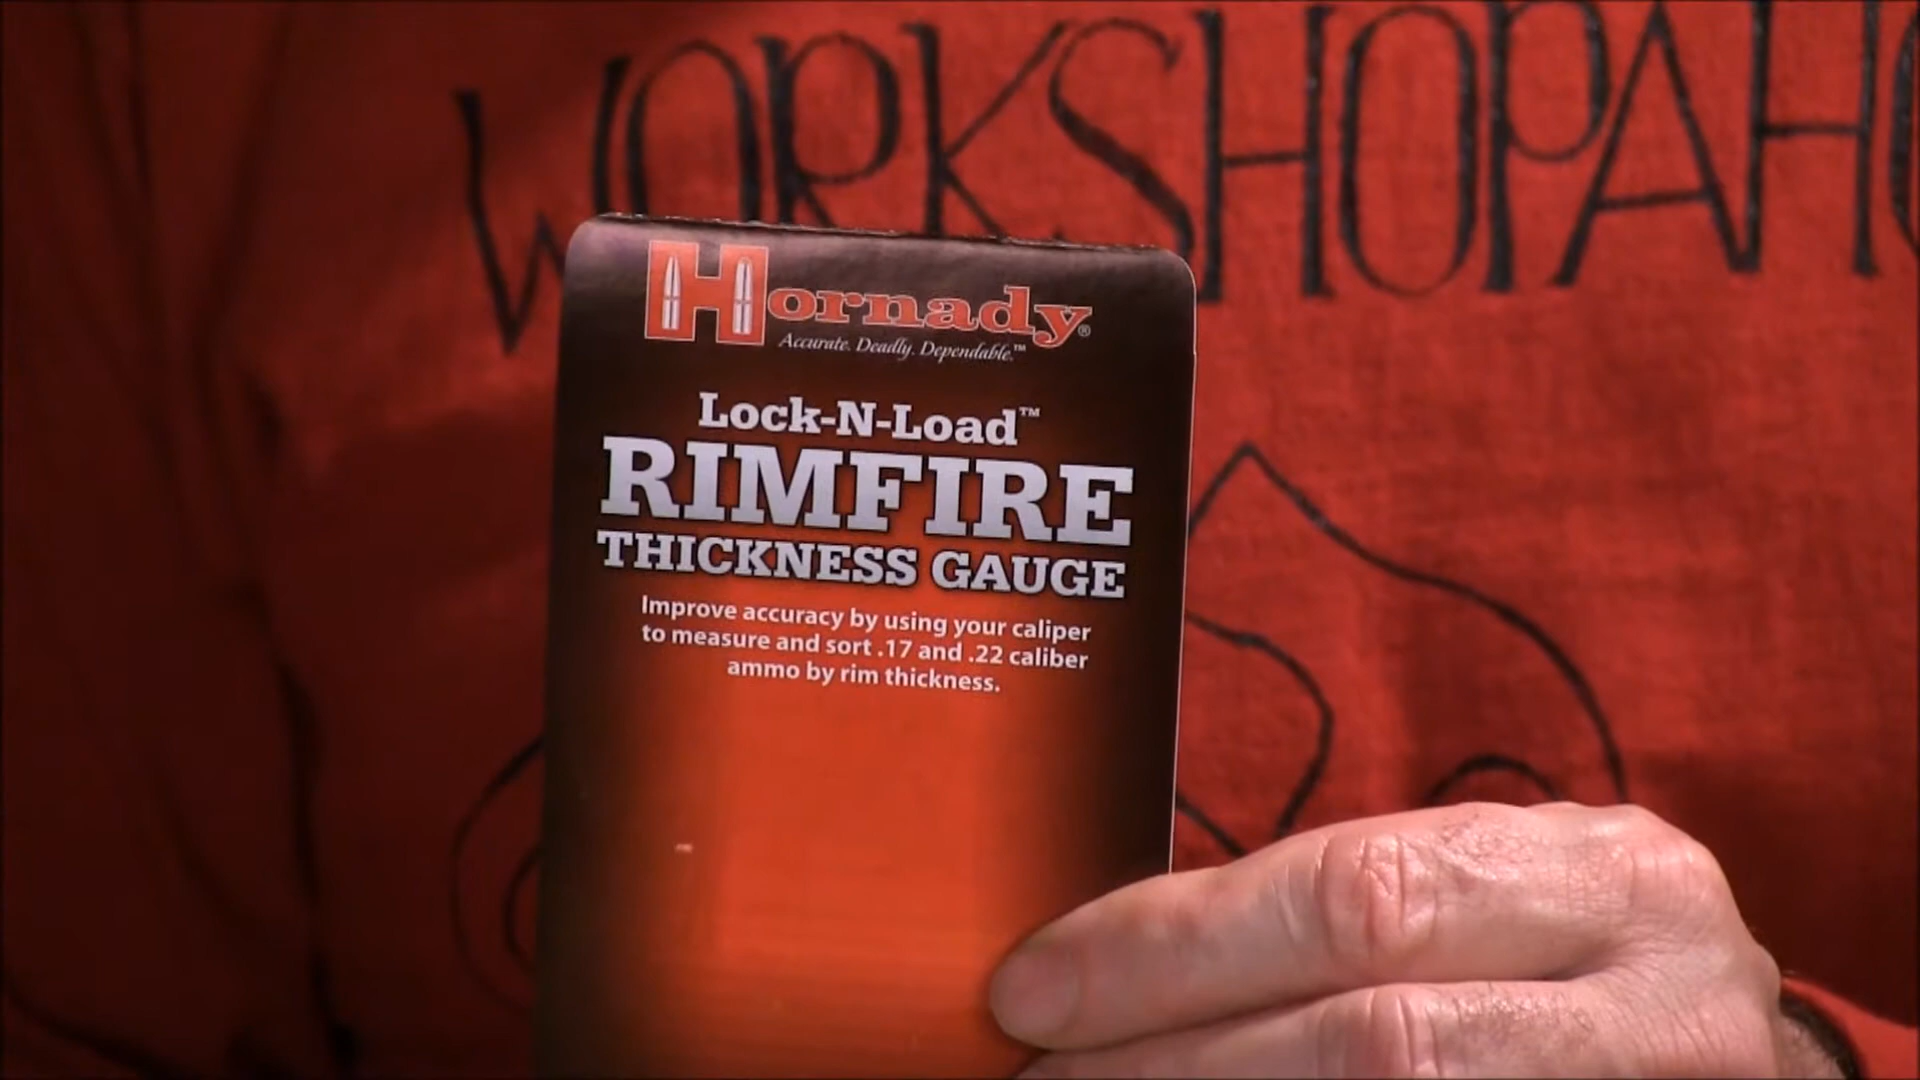 WORKSHOPAH
Hornady®
Accurate. Deadly. Dependable.™
Lock-N-Load™
RIMFIRE
THICKNESS GAUGE
Improve accuracy by using your caliper
to measure and sort .17 and .22 caliber
ammo by rim thickness.